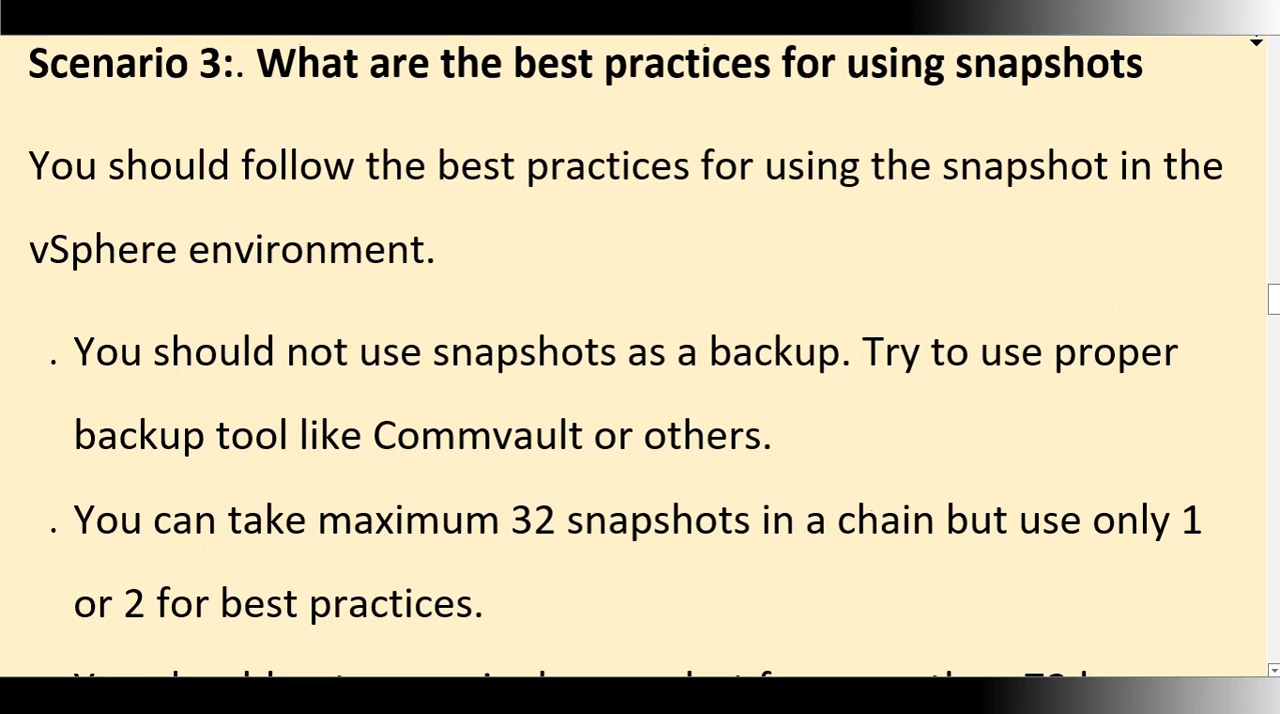 Scenario 3:. What are the best practices for using snapshots
You should follow the best practices for using the snapshot in the
vSphere environment.
. You should not use snapshots as a backup. Try to use proper
backup tool like Commvault or others.
. You can take maximum 32 snapshots in a chain but use only 1
or 2 for best practices.